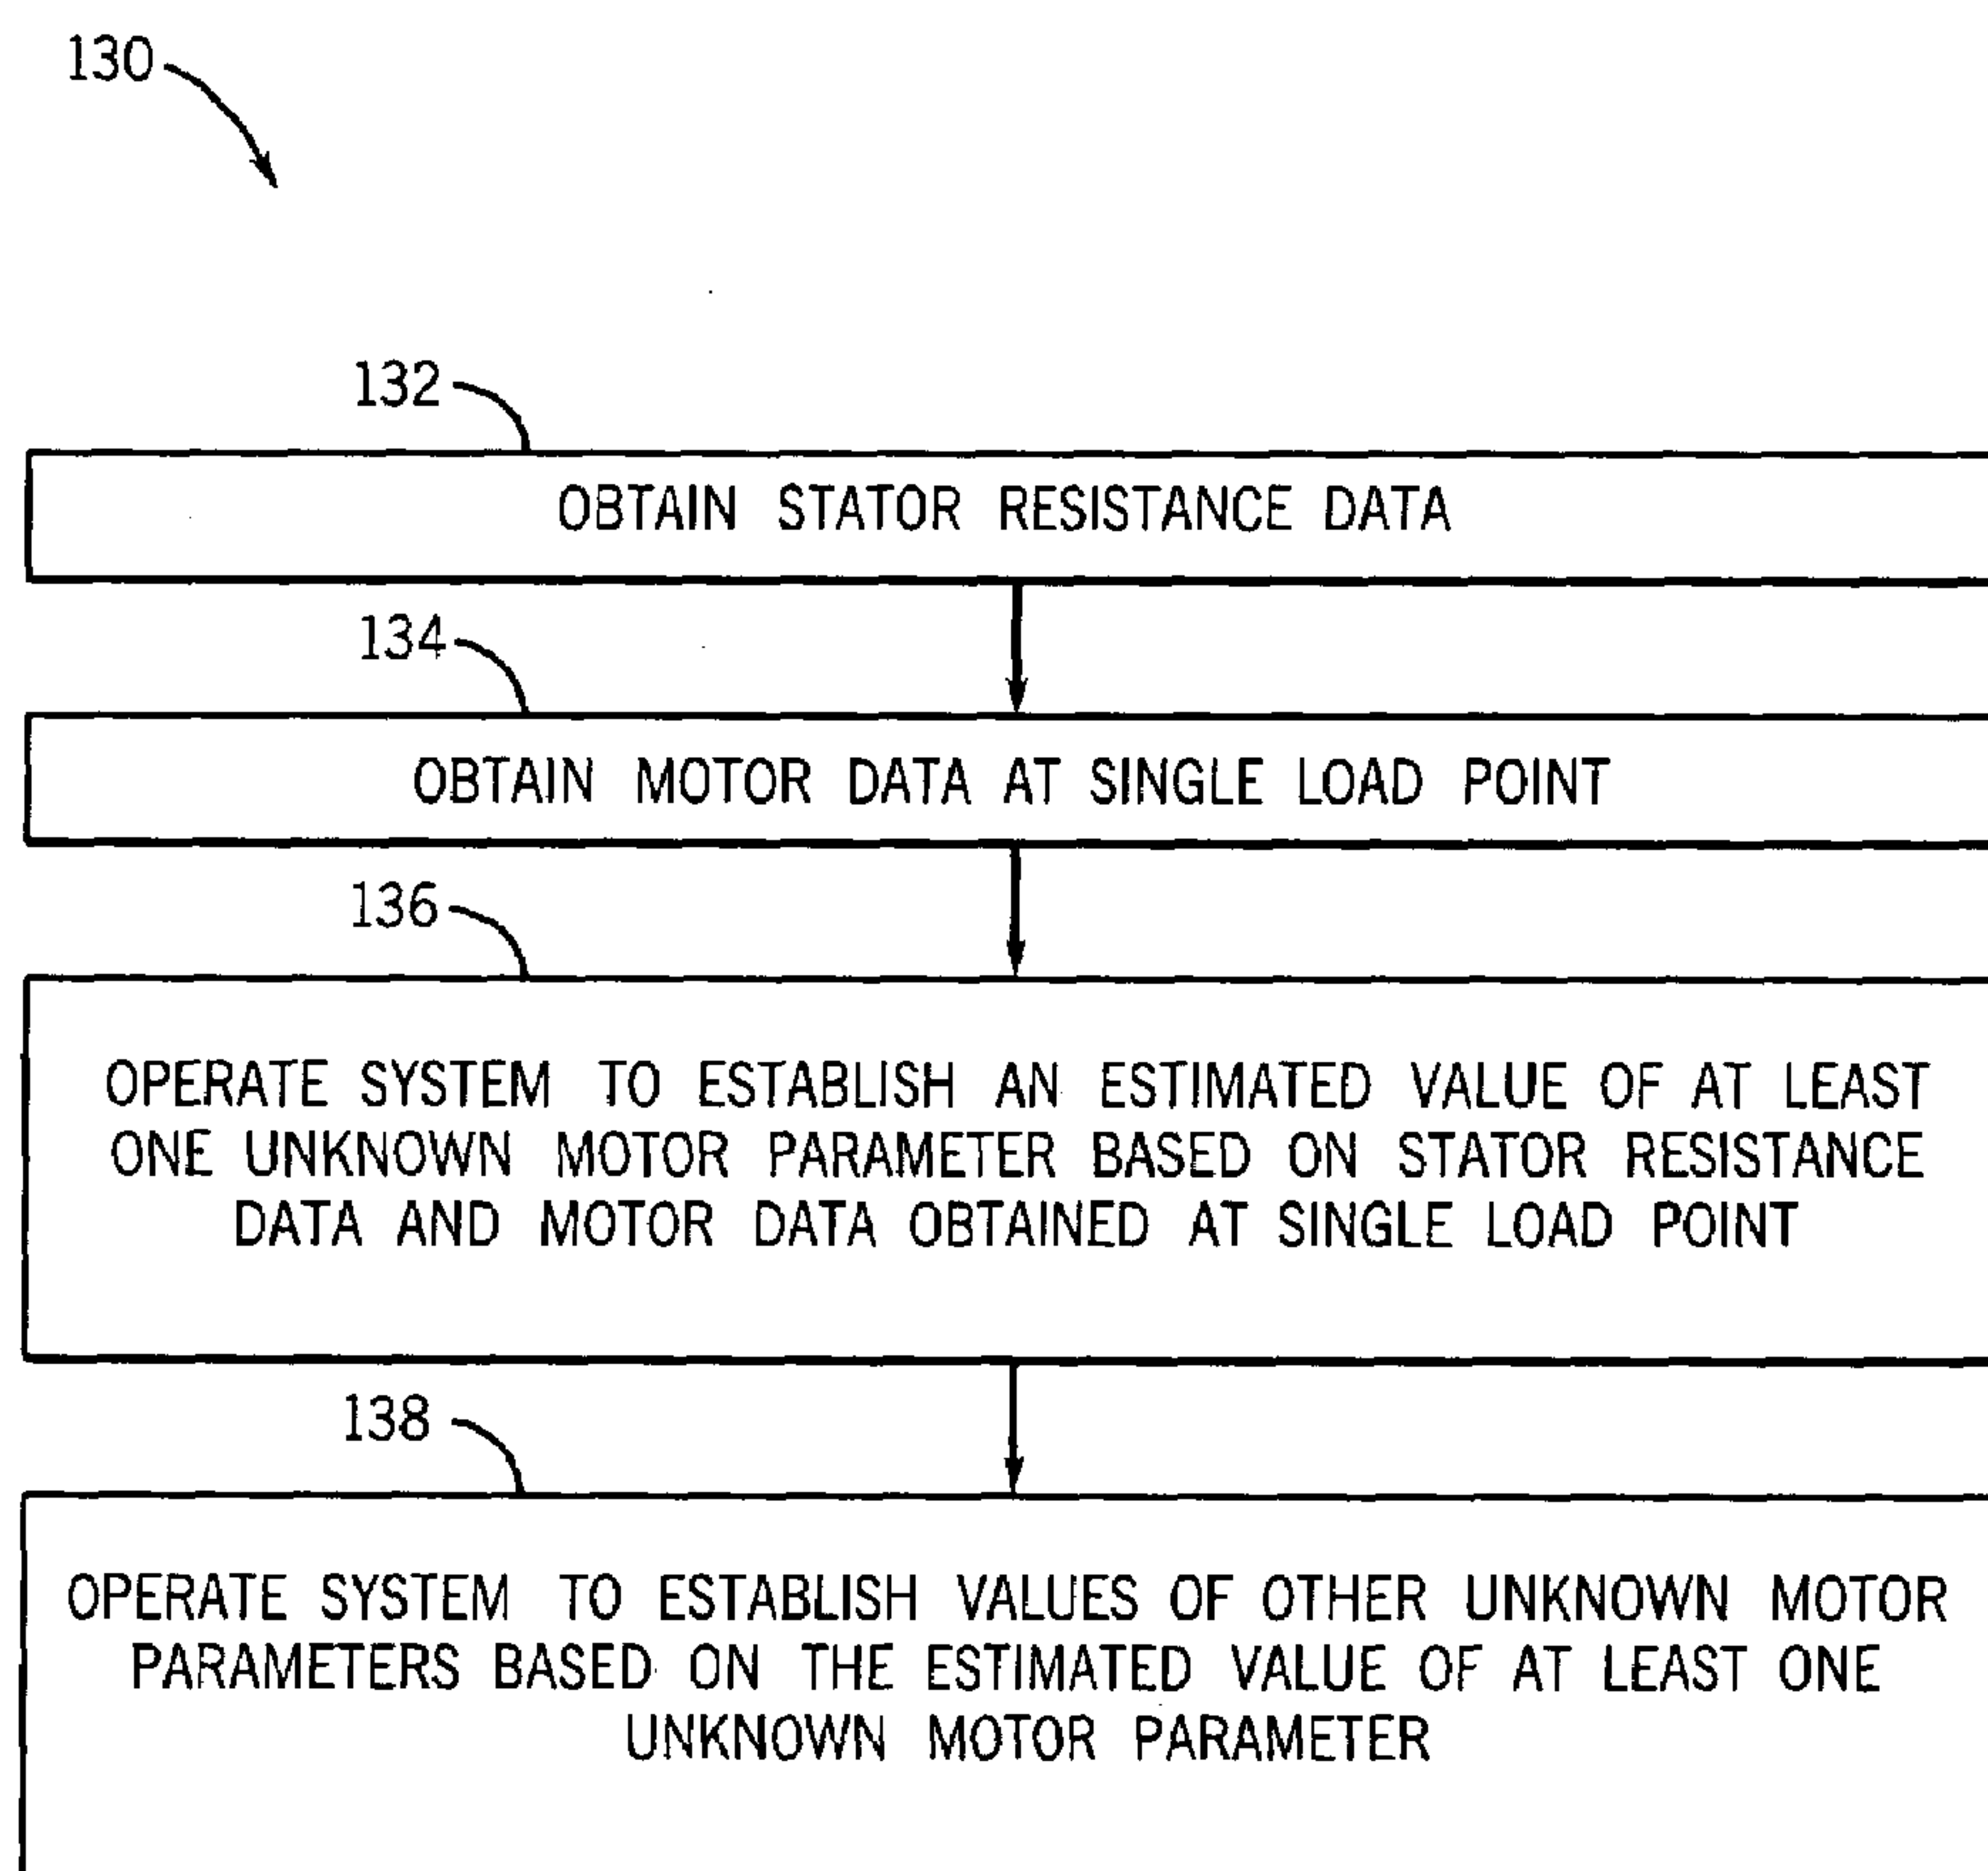 130
132
OBTAIN STATOR RESISTANCE DATA
134
OBTAIN MOTOR DATA AT SINGLE LOAD POINT
136
OPERATE SYSTEM TO ESTABLISH AN ESTIMATED VALUE OF AT LEAST
ONE UNKNOWN MOTOR PARAMETER BASED ON STATOR RESISTANCE
DATA AND MOTOR DATA OBTAINED AT SINGLE LOAD POINT
138
OPERATE SYSTEM TO ESTABLISH VALUES OF OTHER UNKNOWN MOTOR
PARAMETERS BASED ON THE ESTIMATED VALUE OF AT LEAST ONE
UNKNOWN MOTOR PARAMETER